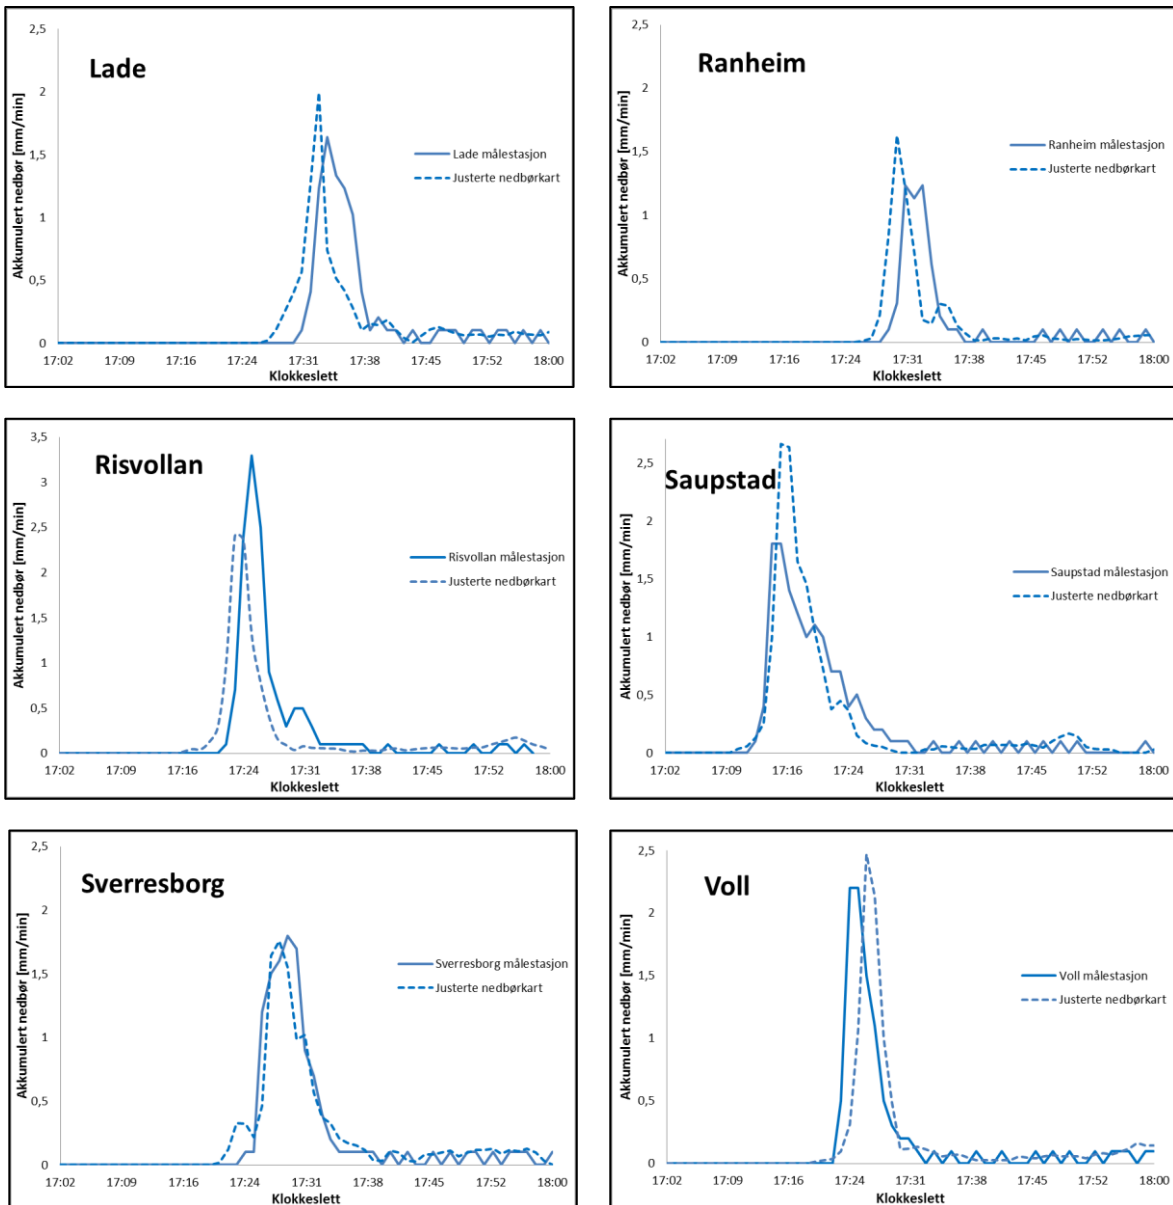 Lade
Akkumulert nedbør [mm/min]
2,5
2
1,5
1
0,5
0
Lade målestasjon
Justerte nedbørkart
17:02 17:09 17:16 17:24 17:31 17:38 17:45 17:52 18:00
Klokkeslett
Ranheim
Akkumulert nedbør [mm/min]
2,5
2
1,5
1
0,5
0
Ranheim målestasjon
Justerte nedbørkart
17:02 17:09 17:16 17:24 17:31 17:38 17:45 17:52 18:00
Klokkeslett
Risvollan
Akkumulert nedbør [mm/min]
3,5
3
2,5
2
1,5
1
0,5
0
Risvollan målestasjon
Justerte nedbørkart
17:02 17:09 17:16 17:24 17:31 17:38 17:45 17:52 18:00
Klokkeslett
Saupstad
Akkumulert nedbør [mm/min]
2,5
2
1,5
1
0,5
0
Saupstad målestasjon
Justerte nedbørkart
17:02 17:09 17:16 17:24 17:31 17:38 17:45 17:52 18:00
Klokkeslett
Sverresborg
Akkumulert nedbør [mm/min]
2,5
2
1,5
1
0,5
0
Sverresborg målestasjon
Justerte nedbørkart
17:02 17:09 17:16 17:24 17:31 17:38 17:45 17:52 18:00
Klokkeslett
Voll
Akkumulert nedbør [mm/min]
2,5
2
1,5
1
0,5
0
Voll målestasjon
Justerte nedbørkart
17:02 17:09 17:16 17:24 17:31 17:38 17:45 17:52 18:00
Klokkeslett